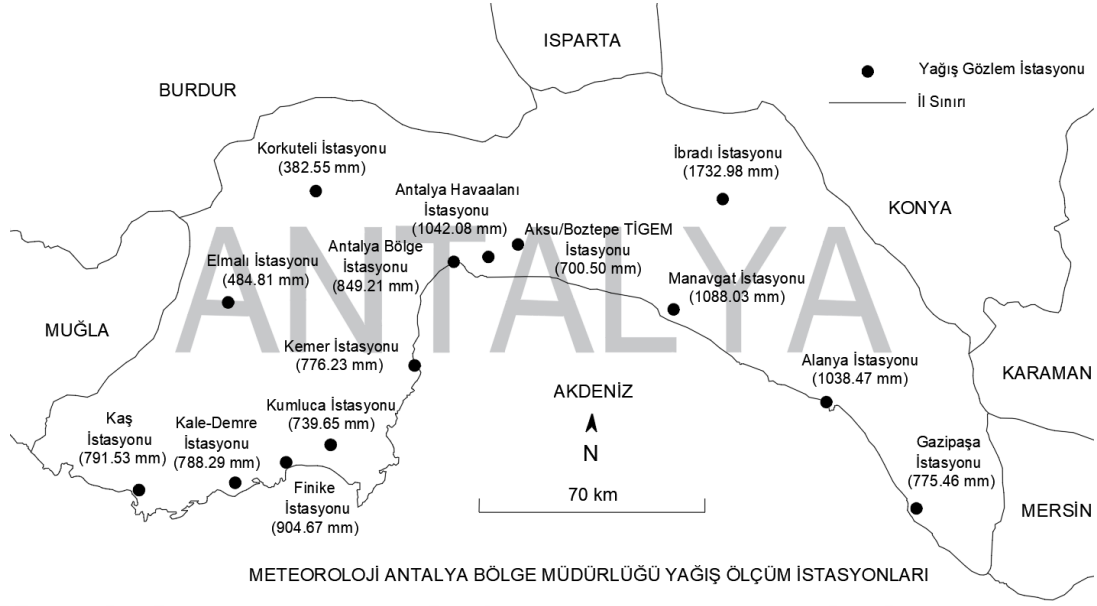 ISPARTA
BURDUR
Yağış Gözlem İstasyonu
İl Sınırı
Korkuteli İstasyonu
(382.55 mm)
İbradı İstasyonu
(1732.98 mm)
Antalya Havaalanı
İstasyonu
(1042.08 mm)
KONYA
ANTALYA
Aksu/Boztepe TİGEM
İstasyonu
(700.50 mm)
Antalya Bölge
İstasyonu
(849.21 mm)
Elmalı İstasyonu
(484.81 mm)
Manavgat İstasyonu
(1088.03 mm)
MUĞLA
Kemer İstasyonu
(776.23 mm)
Alanya İstasyonu
(1038.47 mm)
KARAMAN
AKDENİZ
N
70 km
Kumluca İstasyonu
(739.65 mm)
Kaş
İstasyonu
(791.53 mm)
Kale-Demre
İstasyonu
(788.29 mm)
Finike
İstasyonu
(904.67 mm)
Gazipaşa
İstasyonu
(775.46 mm)
MERSİN
METEOROLOJİ ANTALYA BÖLGE MÜDÜRLÜĞÜ YAĞIŞ ÖLÇÜM İSTASYONLARI